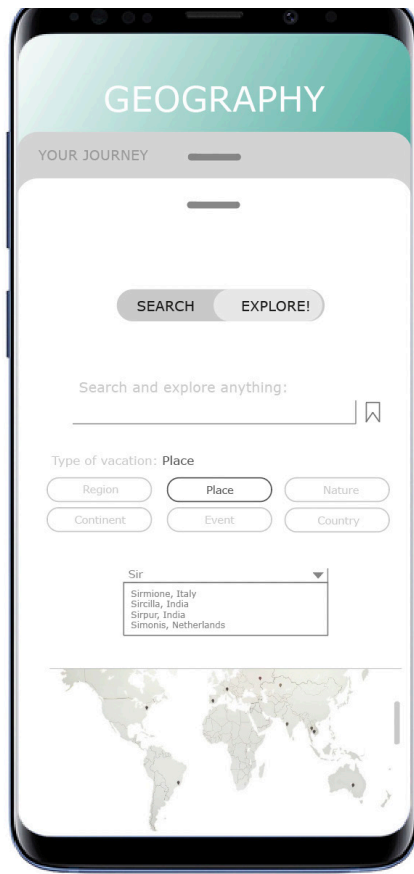 GEOGRAPHY
YOUR JOURNEY
SEARCH EXPLORE!
Search and explore anything:
Type of vacation: Place
Region Place Nature
Continent Event Country
Sir
Sirmione, Italy
Sircilla, India
Sirpur, India
Simonis, Netherlands